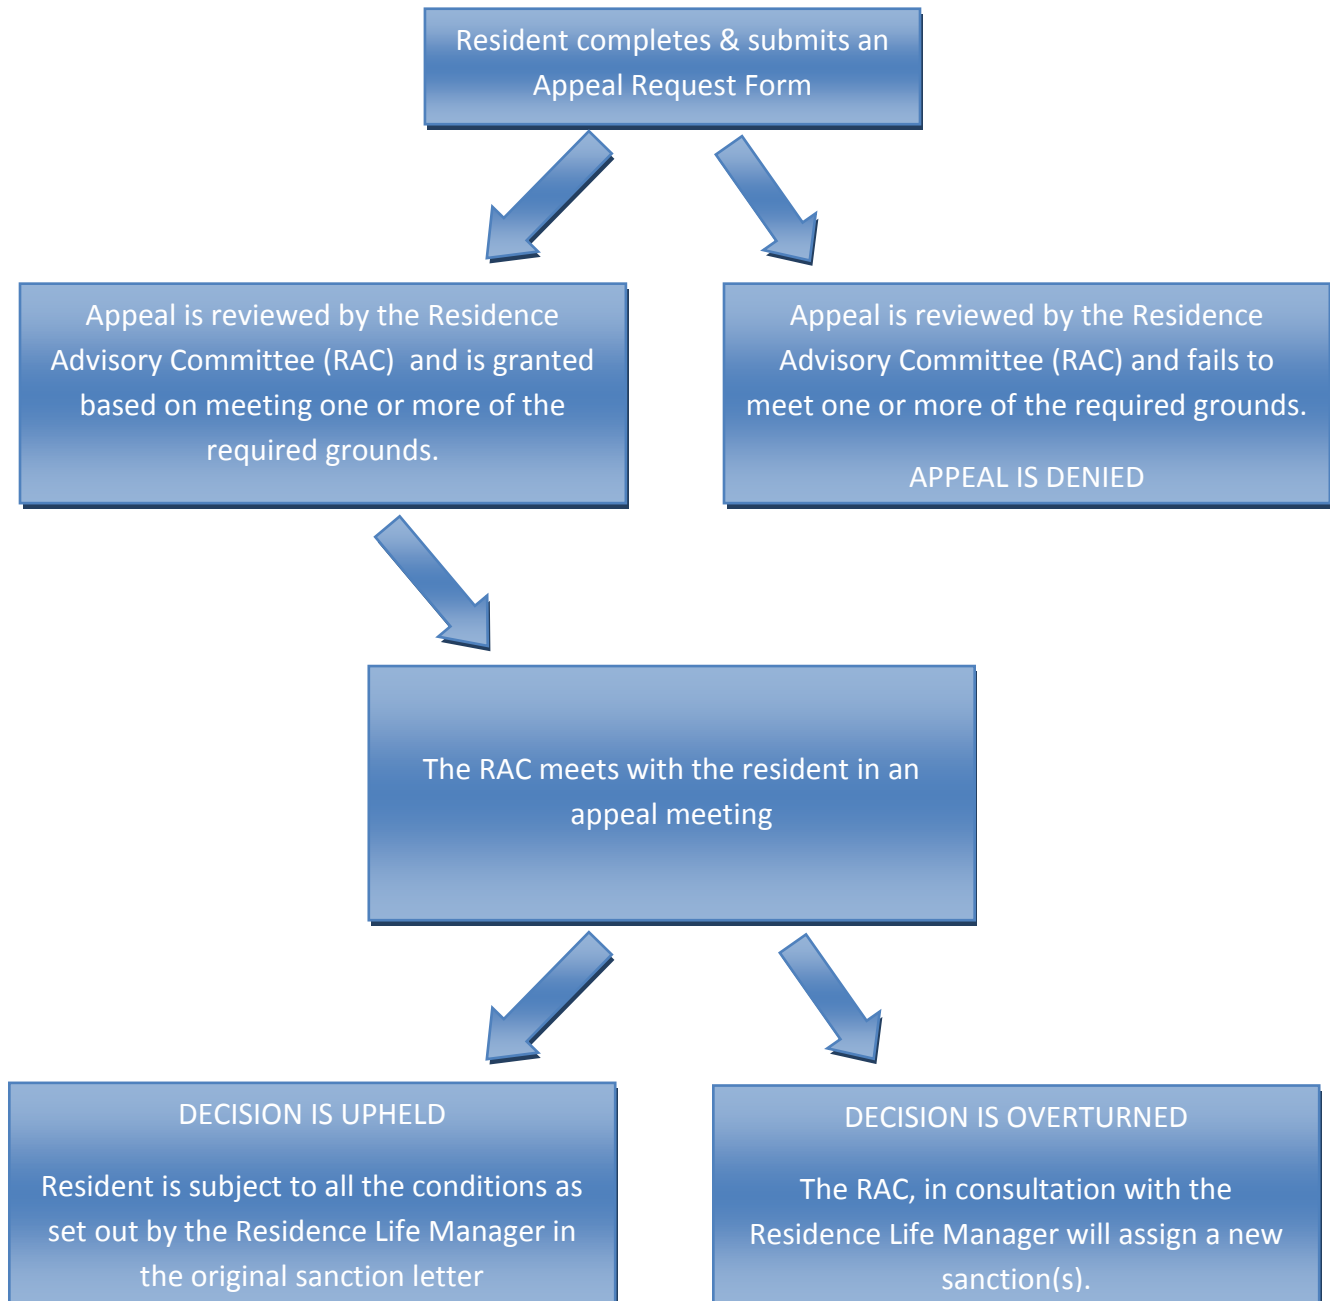 Resident completes & submits an
Appeal Request Form
Appeal is reviewed by the Residence
Advisory Committee (RAC)  and is granted
based on meeting one or more of the
required grounds.
Appeal is reviewed by the Residence
Advisory Committee (RAC) and fails to
meet one or more of the required grounds.
APPEAL IS DENIED
The RAC meets with the resident in an
appeal meeting
DECISION IS UPHELD
Resident is subject to all the conditions as
set out by the Residence Life Manager in
the original sanction letter
DECISION IS OVERTURNED
The RAC, in consultation with the
Residence Life Manager will assign a new
sanction(s).